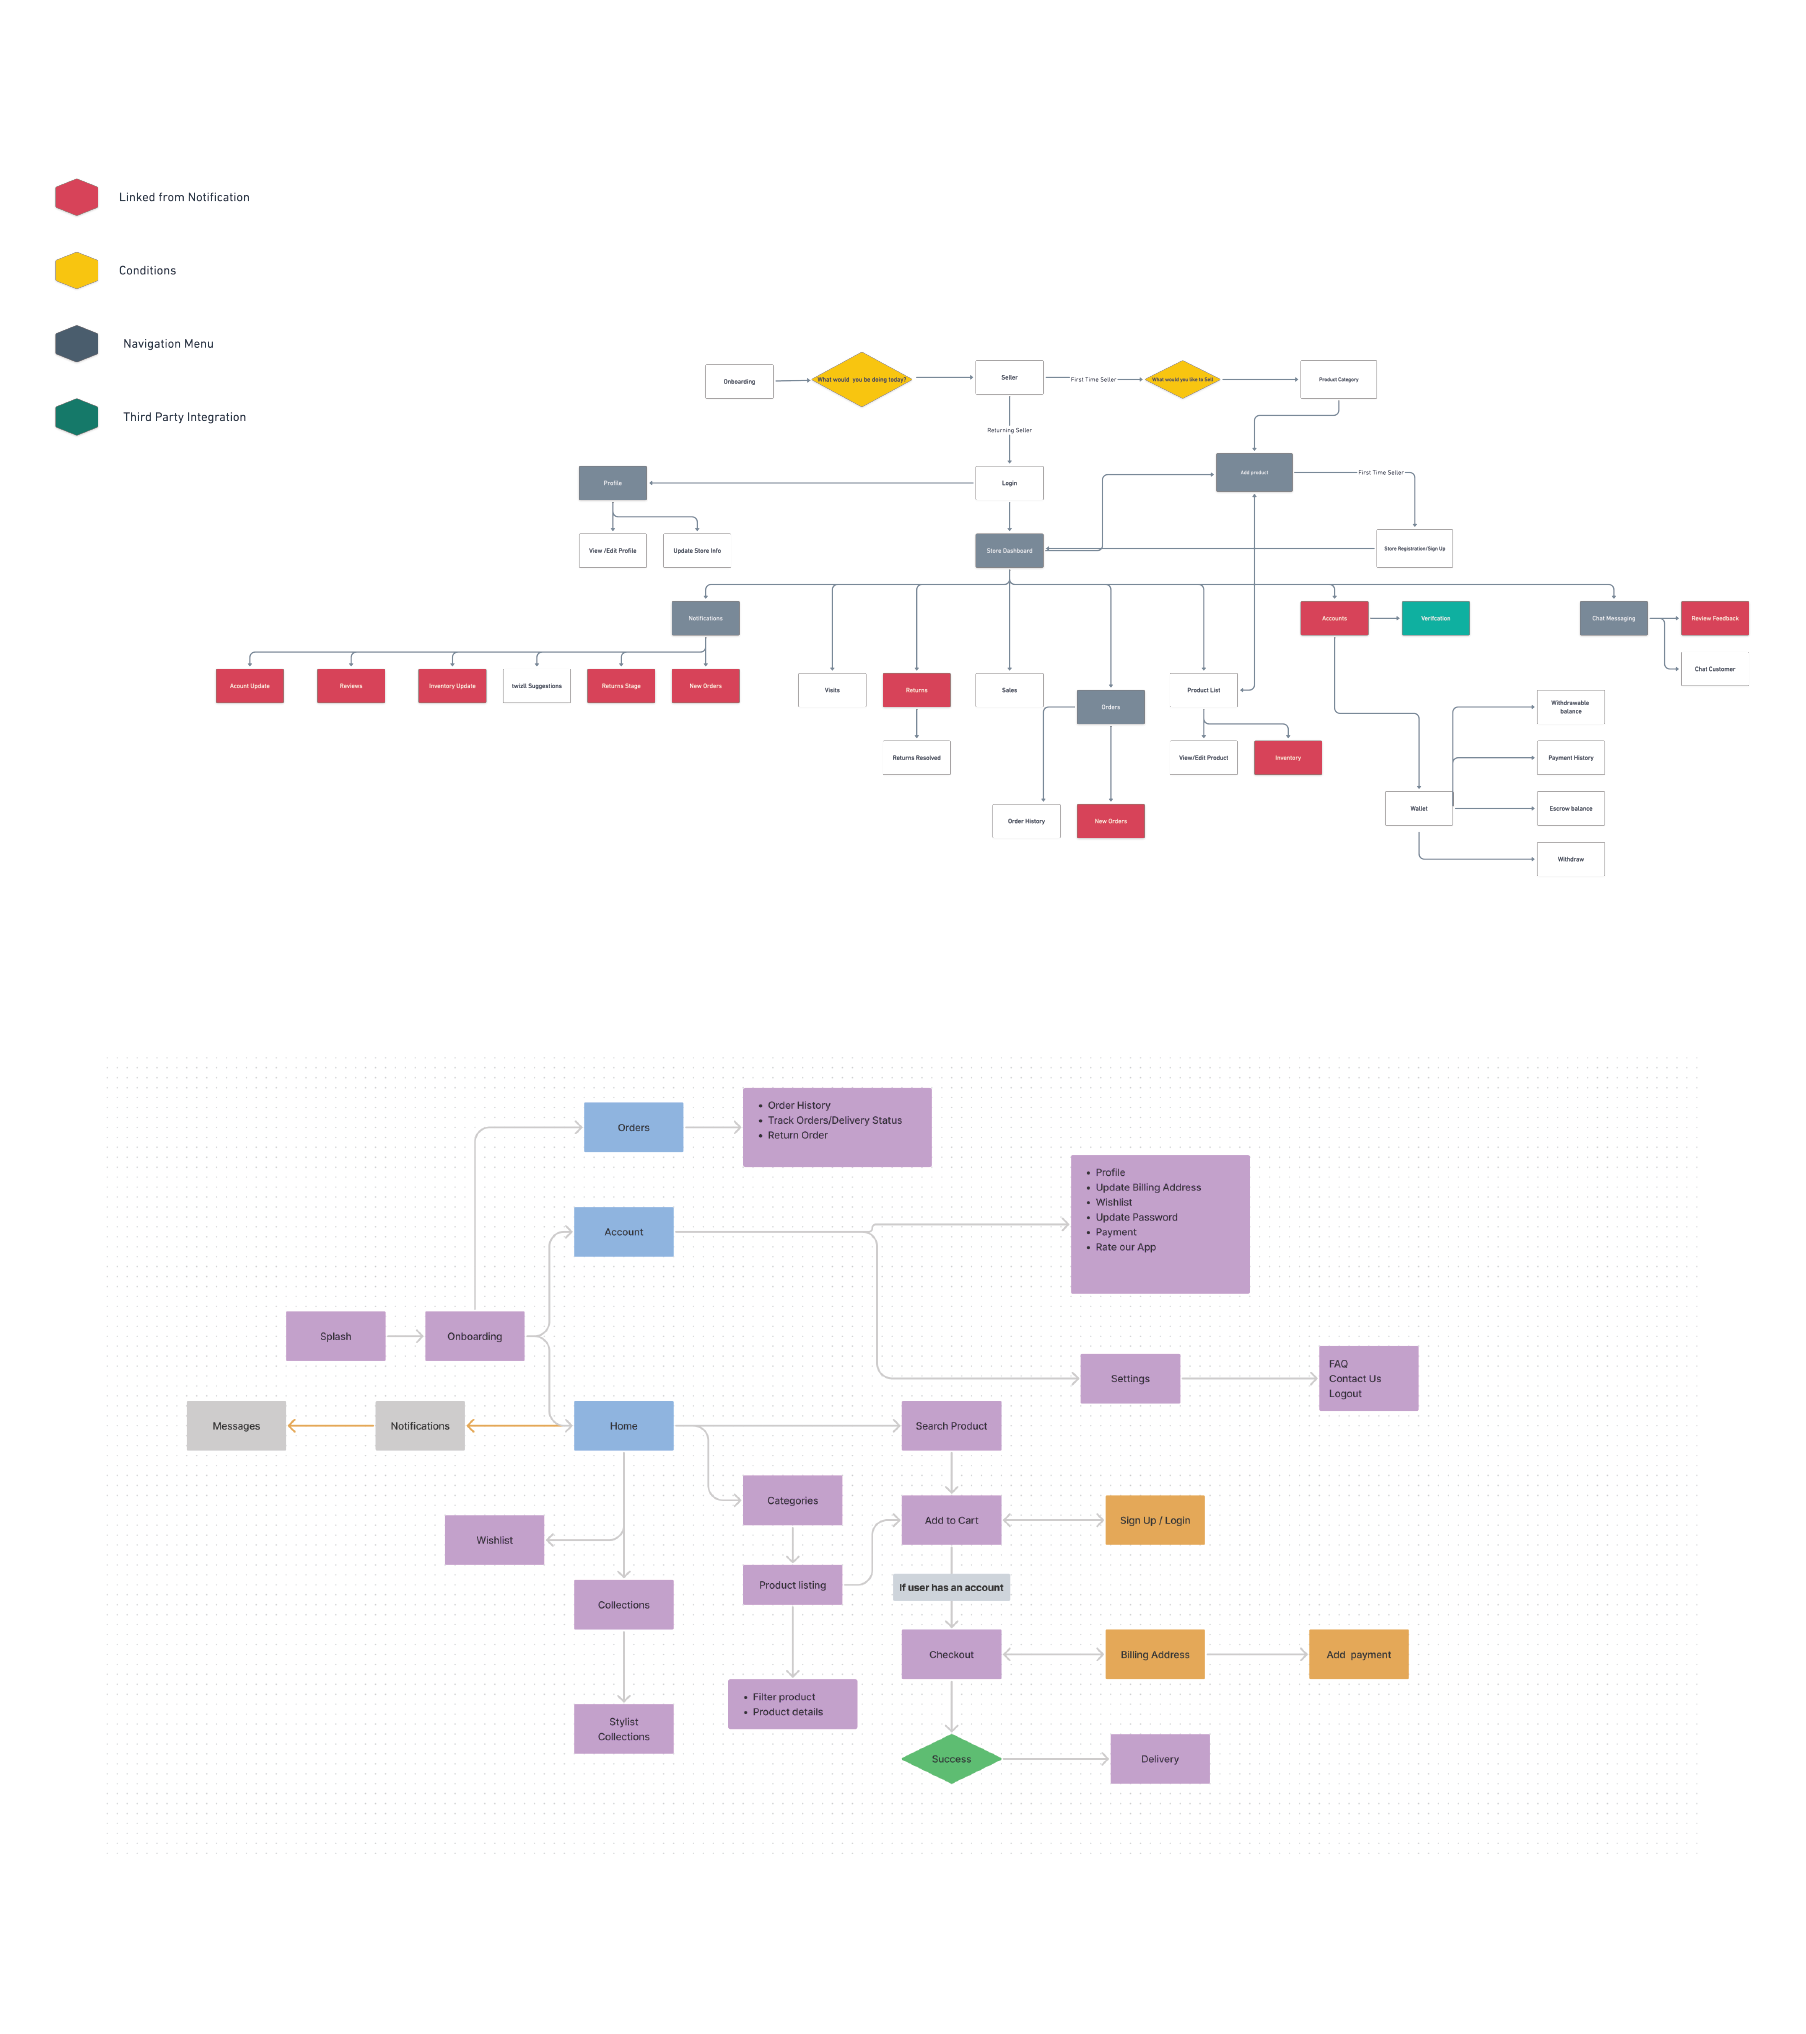 Linked from Notification
Conditions
Navigation Menu
Third Party Integration
Onboarding
What would  you be doing today?
Seller
First Time Seller
What would you like to Sell
Product Category
Returning Seller
Profile
Login
Add product
First Time Seller
View /Edit Profile
Update Store Info
Store Dashboard
Store Registration/Sign Up
Notifications
Accounts
Verifcation
Chat Messaging
Review Feedback
Chat Customer
Acount Update
Reviews
Inventory Update
twizll Suggestions
Returns Stage
New Orders
Visits
Returns
Sales
Orders
Product List
Withdrawable
balance
Returns Resolved
View/Edit Product
Inventory
Payment History
Order History
New Orders
Wallet
Escrow balance
Withdraw
Orders
• Order History
• Track Orders/Delivery Status
• Return Order
Account
• Profile
• Update Billing Address
• Wishlist
• Update Password
• Payment
• Rate our App
Splash
Onboarding
Settings
FAQ
Contact Us
Logout
Messages
Notifications
Home
Search Product
Categories
Add to Cart
Sign Up / Login
Wishlist
Product listing
If user has an account
Collections
Checkout
Billing Address
Add  payment
• Filter product
• Product details
Stylist
Collections
Success
Delivery